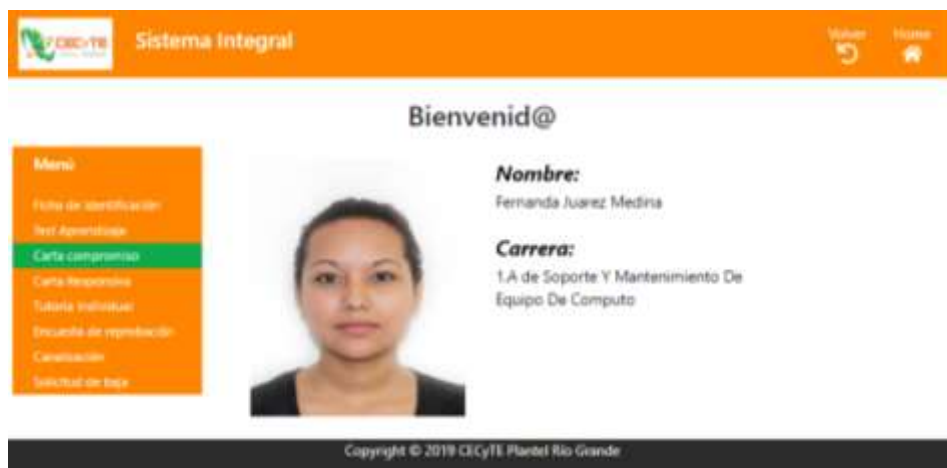 CECyTE
Sistema Integral
Volver
Home
Bienvenid@
Menú
Ficha de identificación
Test Aprendizaje
Carta compromiso
Carta Responsiva
Tutoria Individual
Encuesta de reprobación
Canalización
Solicitud de baja
Nombre:
Fernanda Juarez Medina
Carrera:
1.A de Soporte Y Mantenimiento De
Equipo De Computo
Copyright © 2019 CECyTE Plantel Río Grande